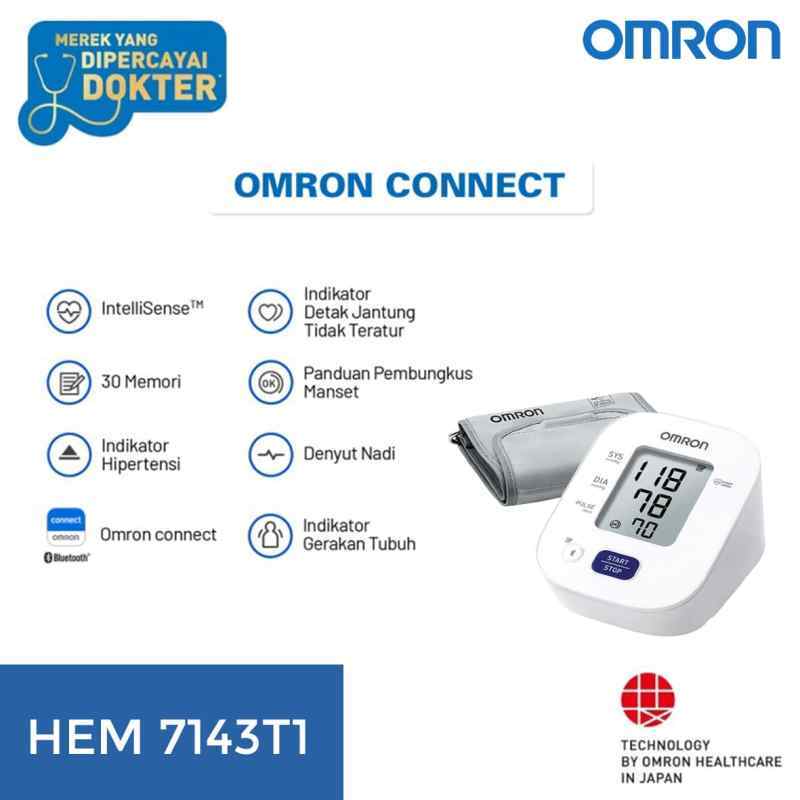 MEREK YANG
DIPERCAYAI
DOKTER
OMRON
OMRON CONNECT
IntelliSense™
Indikator
Detak Jantung
Tidak Teratur
30 Memori
Panduan Pembungkus
Manset
Indikator
Hipertensi
Denyut Nadi
connect
OMRON
Bluetooth®
Omron connect
Indikator
Gerakan Tubuh
OMRON
OMRON
SYS
118
DIA
78
PULSE
70
START
STOP
HEM 7143T1
TECHNOLOGY
BY OMRON HEALTHCARE
IN JAPAN